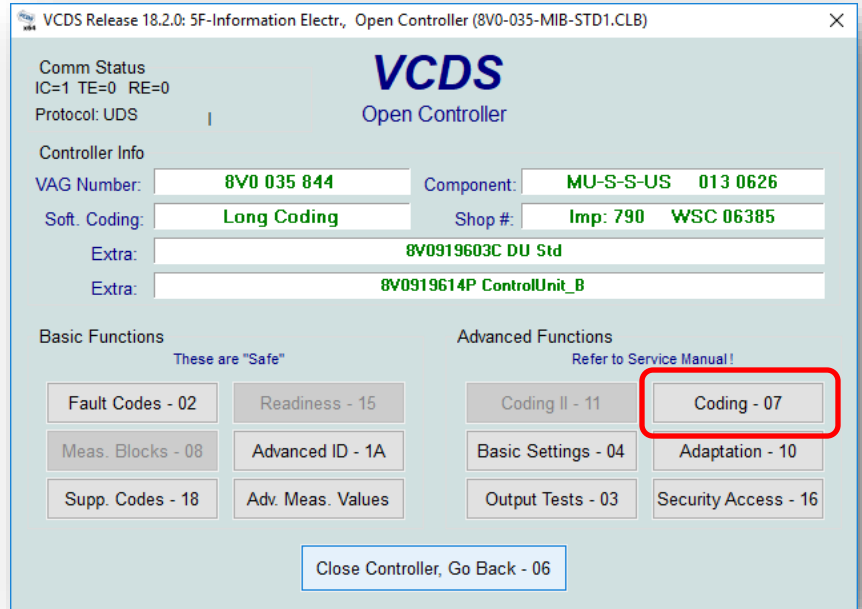 VCDS Release 18.2.0: 5F-Information Electr., Open Controller (8V0-035-MIB-STD1.CLB)
Comm Status
IC=1 TE=0 RE=0
Protocol: UDS |
VCDS
Open Controller
Controller Info
VAG Number: 8V0 035 844 Component: MU-S-S-US 013 0626
Soft. Coding: Long Coding Shop #: Imp: 790 WSC 06385
Extra: 8V0919603C DU Std
Extra: 8V0919614P ControlUnit_B
Basic Functions
These are "Safe"
Fault Codes - 02 Readiness - 15
Meas. Blocks - 08 Advanced ID - 1A
Supp. Codes - 18 Adv. Meas. Values
Advanced Functions
Refer to Service Manual!
Coding II - 11 Coding - 07
Basic Settings - 04 Adaptation - 10
Output Tests - 03 Security Access - 16
Close Controller, Go Back - 06